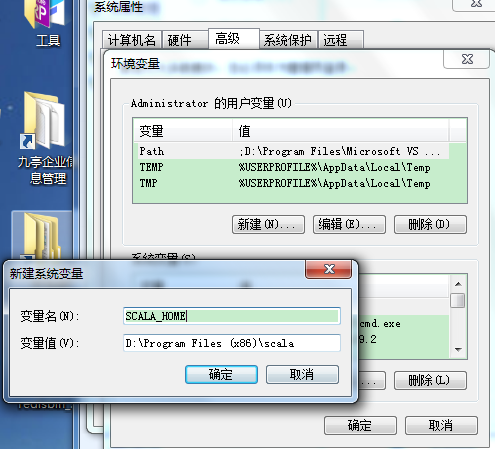 系统属性
工具
计算机名 硬件 高级 系统保护 远程
环境变量
Administrator 的用户变量(U)
变量 值
Path ;D:\Program Files\Microsoft VS ...
TEMP %USERPROFILE%\AppData\Local\Temp
TMP %USERPROFILE%\AppData\Local\Temp
九亭企业信
息管理
新建(N)... 编辑(E)... 删除(D)
系统变量(S)
新建系统变量
变量名(N): SCALA_HOME
变量值(V): D:\Program Files (x86)\scala
cmd.exe
9.2
确定 取消
... 删除(L)
确定 取消